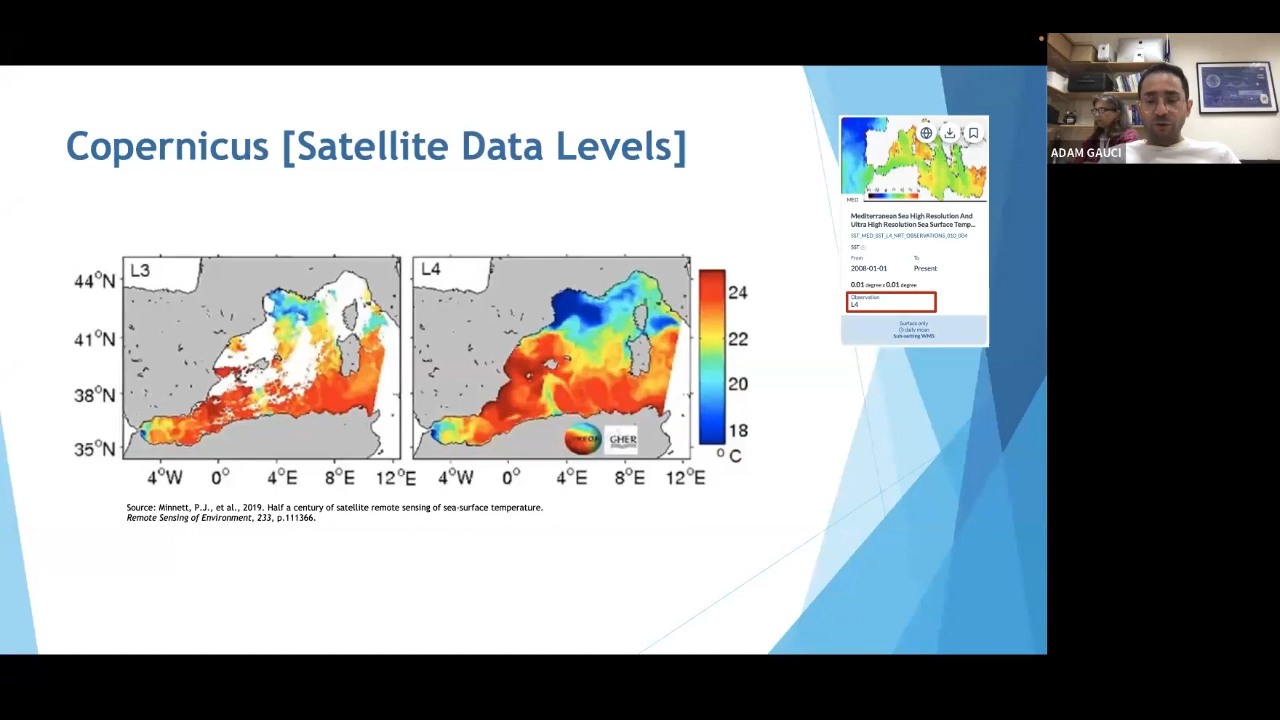 Copernicus [Satellite Data Levels]
ADAM GAUCI
MED
Mediterranean Sea High Resolution And
Ultra High Resolution Sea Surface Temp...
SST_MED_SST_L4_NRT_OBSERVATIONS_010_004
SST
From
To
2008-01-01
Present
0.01 degree x 0.01 degree
Observation
L4
Surface only
daily mean
Sub-setting WMS
L3
L4
44°N
41°N
38°N
35°N
4°W 0° 4°E 8°E 12°E
4°W 0° 4°E 8°E 12°E
24
22
20
18
°C
GHER
Source: Minnett, P.J., et al., 2019. Half a century of satellite remote sensing of sea-surface temperature.
Remote Sensing of Environment, 233, p.111366.